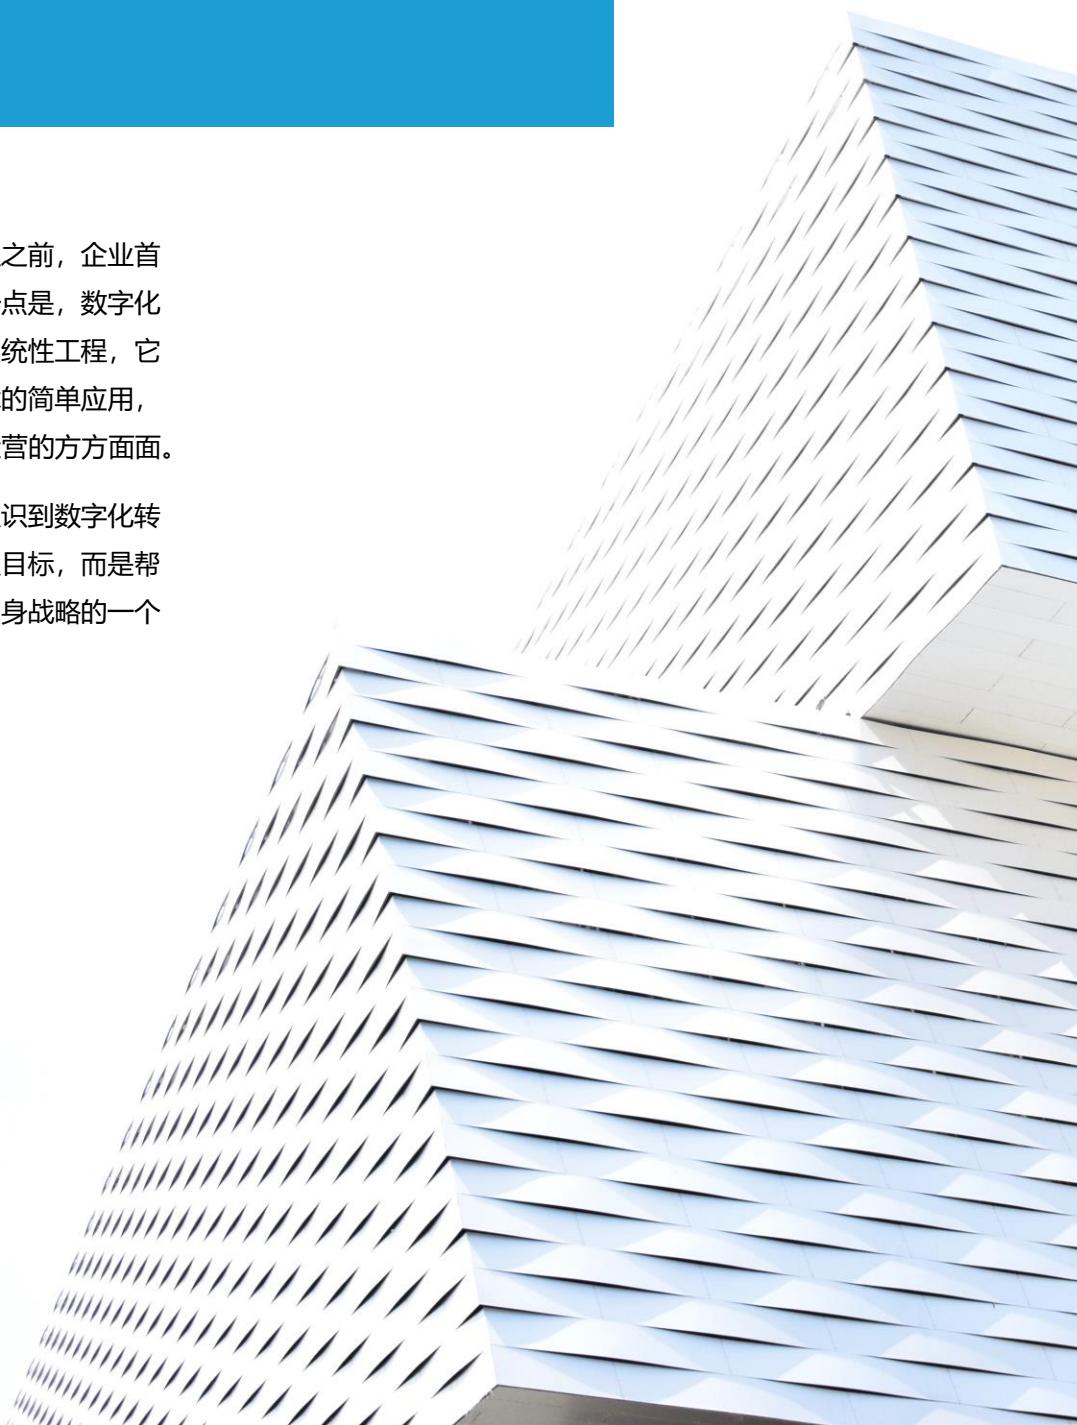 之前，企业首
点是，数字化
统性工程，它
的简单应用，
营的方方面面。
识到数字化转
目标，而是帮
身战略的一个